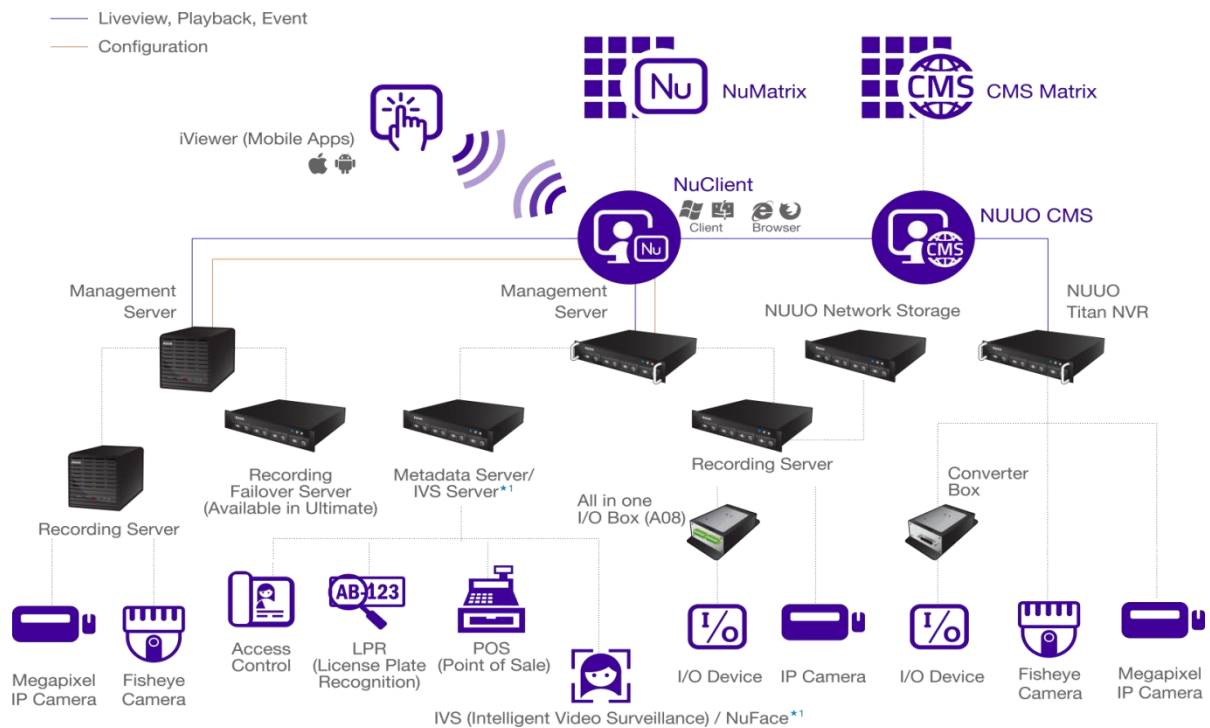 Liveview, Playback, Event
Configuration
iViewer (Mobile Apps)
Nu
NuMatrix
CMS
CMS Matrix
NuClient
Client
Browser
Nu
NUUO CMS
CMS
Management
Server
Management
Server
NUUO Network Storage
NUUO
Titan NVR
Recording Server
Recording
Failover Server
(Available in Ultimate)
Metadata Server/
IVS Server★1
Recording Server
All in one
I/O Box (A08)
Converter
Box
Megapixel
IP Camera
Fisheye
Camera
Access
Control
AB-123
LPR
(License Plate
Recognition)
POS
(Point of Sale)
IVS (Intelligent Video Surveillance) / NuFace★1
I/O
I/O Device
IP Camera
I/O
I/O Device
Fisheye
Camera
Megapixel
IP Camera